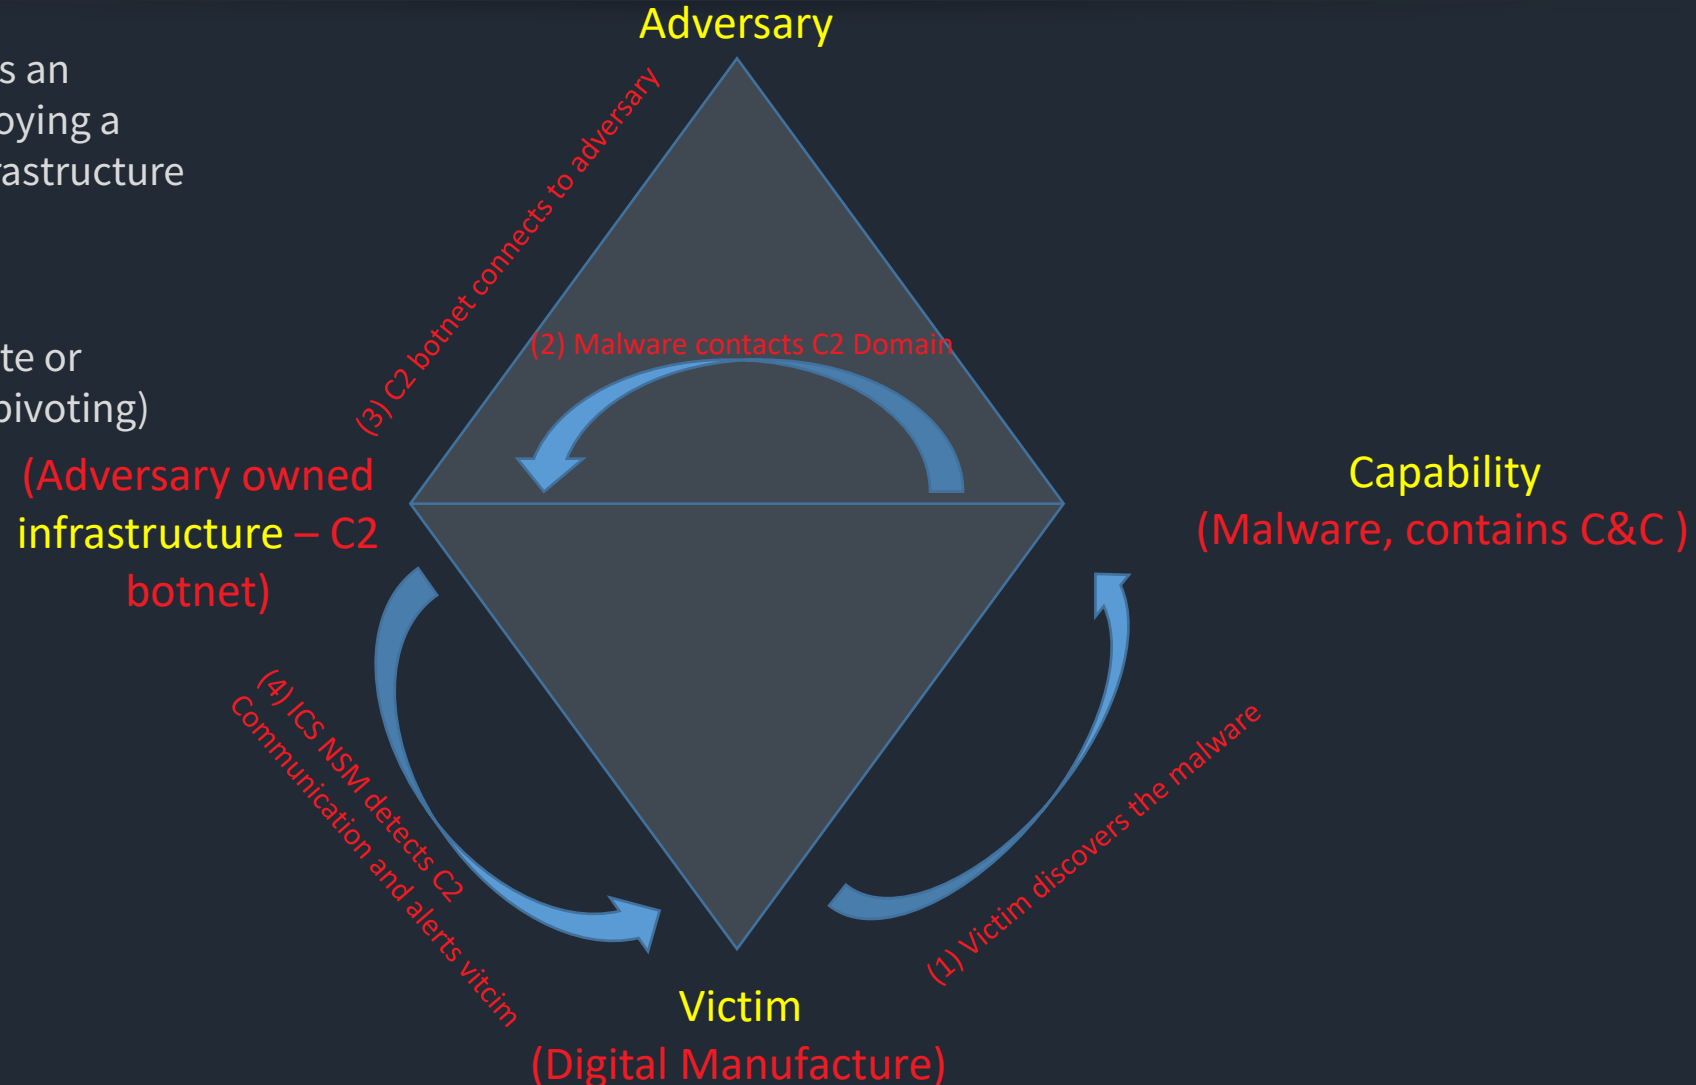 Adversary
s an
oying a
rastructure
te or
pivoting)
(3) C2 botnet connects to adversary
(2) Malware contacts C2 Domain
(Adversary owned
infrastructure – C2
botnet)
Capability
(Malware, contains C&C )
(4) ICS NSM detects C2
Communication and alerts vitcim
(1) Victim discovers the malware
Victim
(Digital Manufacture)